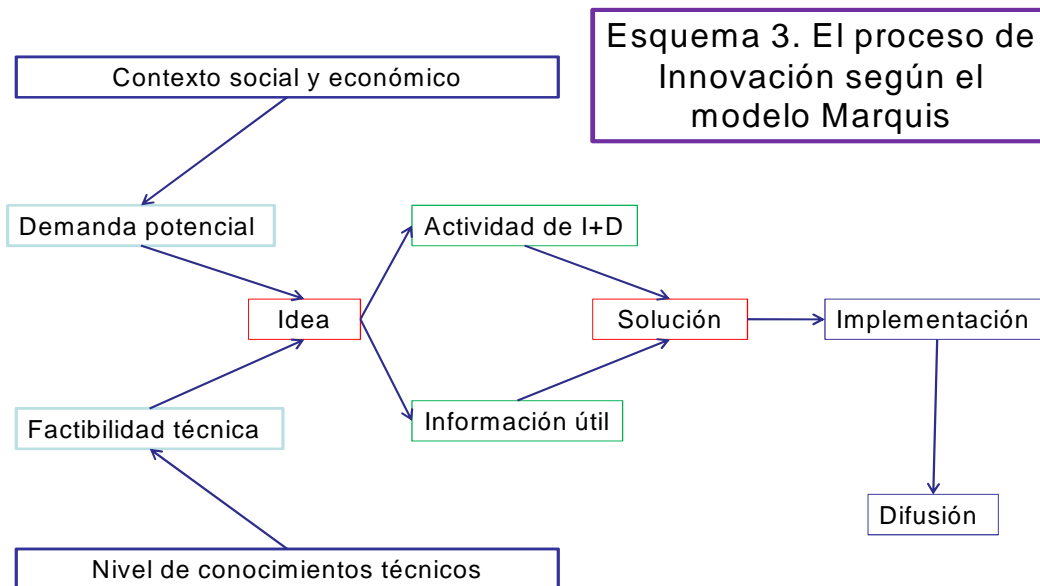 Esquema 3. El proceso de
Innovación según el
modelo Marquis
Contexto social y económico
Demanda potencial
Actividad de I+D
Idea
Solución
Implementación
Factibilidad técnica
Información útil
Difusión
Nivel de conocimientos técnicos